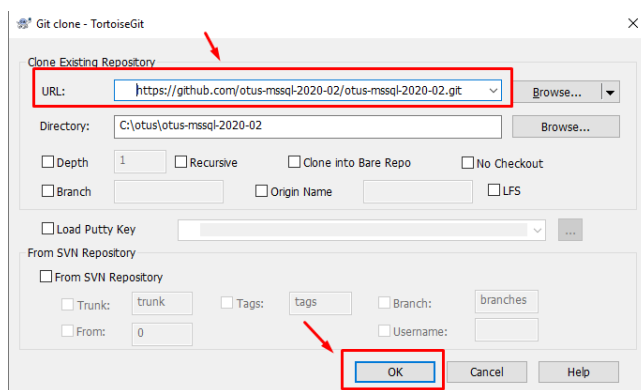 Git clone - TortoiseGit
Clone Existing Repository
URL: https://github.com/otus-mssql-2020-02/otus-mssql-2020-02.git Browse...
Directory: C:\otus\otus-mssql-2020-02 Browse...
Depth 1 Recursive Clone into Bare Repo No Checkout
Branch Origin Name LFS
Load Putty Key ...
From SVN Repository
From SVN Repository
Trunk: trunk Tags: tags Branch: branches
From: 0 Username:
OK Cancel Help